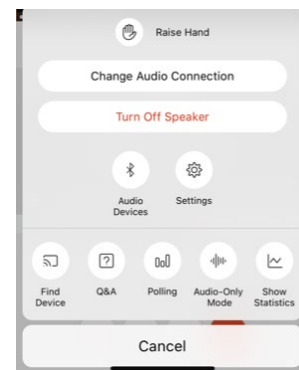 Raise Hand
Change Audio Connection
Turn Off Speaker
Audio
Devices
Settings
Find
Device
Q&A
Polling
Audio-Only
Mode
Show
Statistics
Cancel